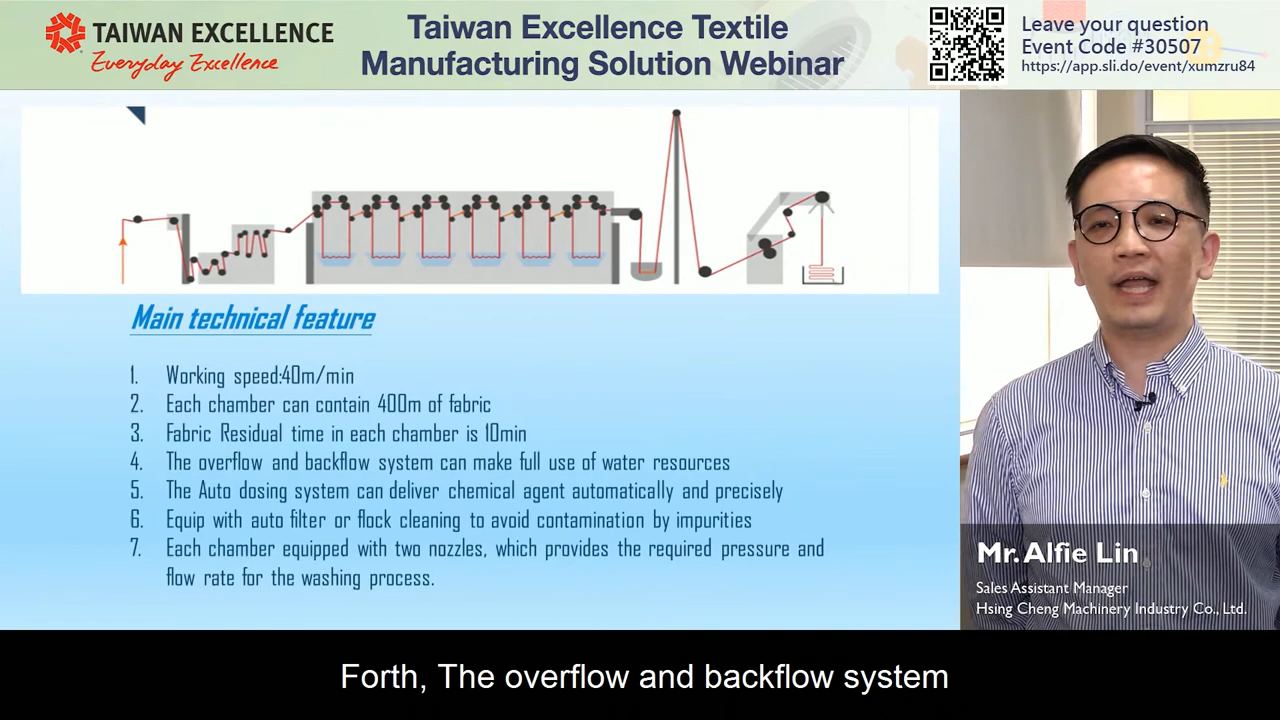 TAIWAN EXCELLENCE
Everyday Excellence
Taiwan Excellence Textile
Manufacturing Solution Webinar
Leave your question
Event Code #30507
https://app.sli.do/event/xumzru84
Main technical feature
1. Working speed:40m/min
2. Each chamber can contain 400m of fabric
3. Fabric Residual time in each chamber is 10min
4. The overflow and backflow system can make full use of water resources
5. The Auto dosing system can deliver chemical agent automatically and precisely
6. Equip with auto filter or flock cleaning to avoid contamination by impurities
7. Each chamber equipped with two nozzles, which provides the required pressure and
flow rate for the washing process.
Mr. Alfie Lin
Sales Assistant Manager
Hsing Cheng Machinery Industry Co., Ltd.
Forth, The overflow and backflow system